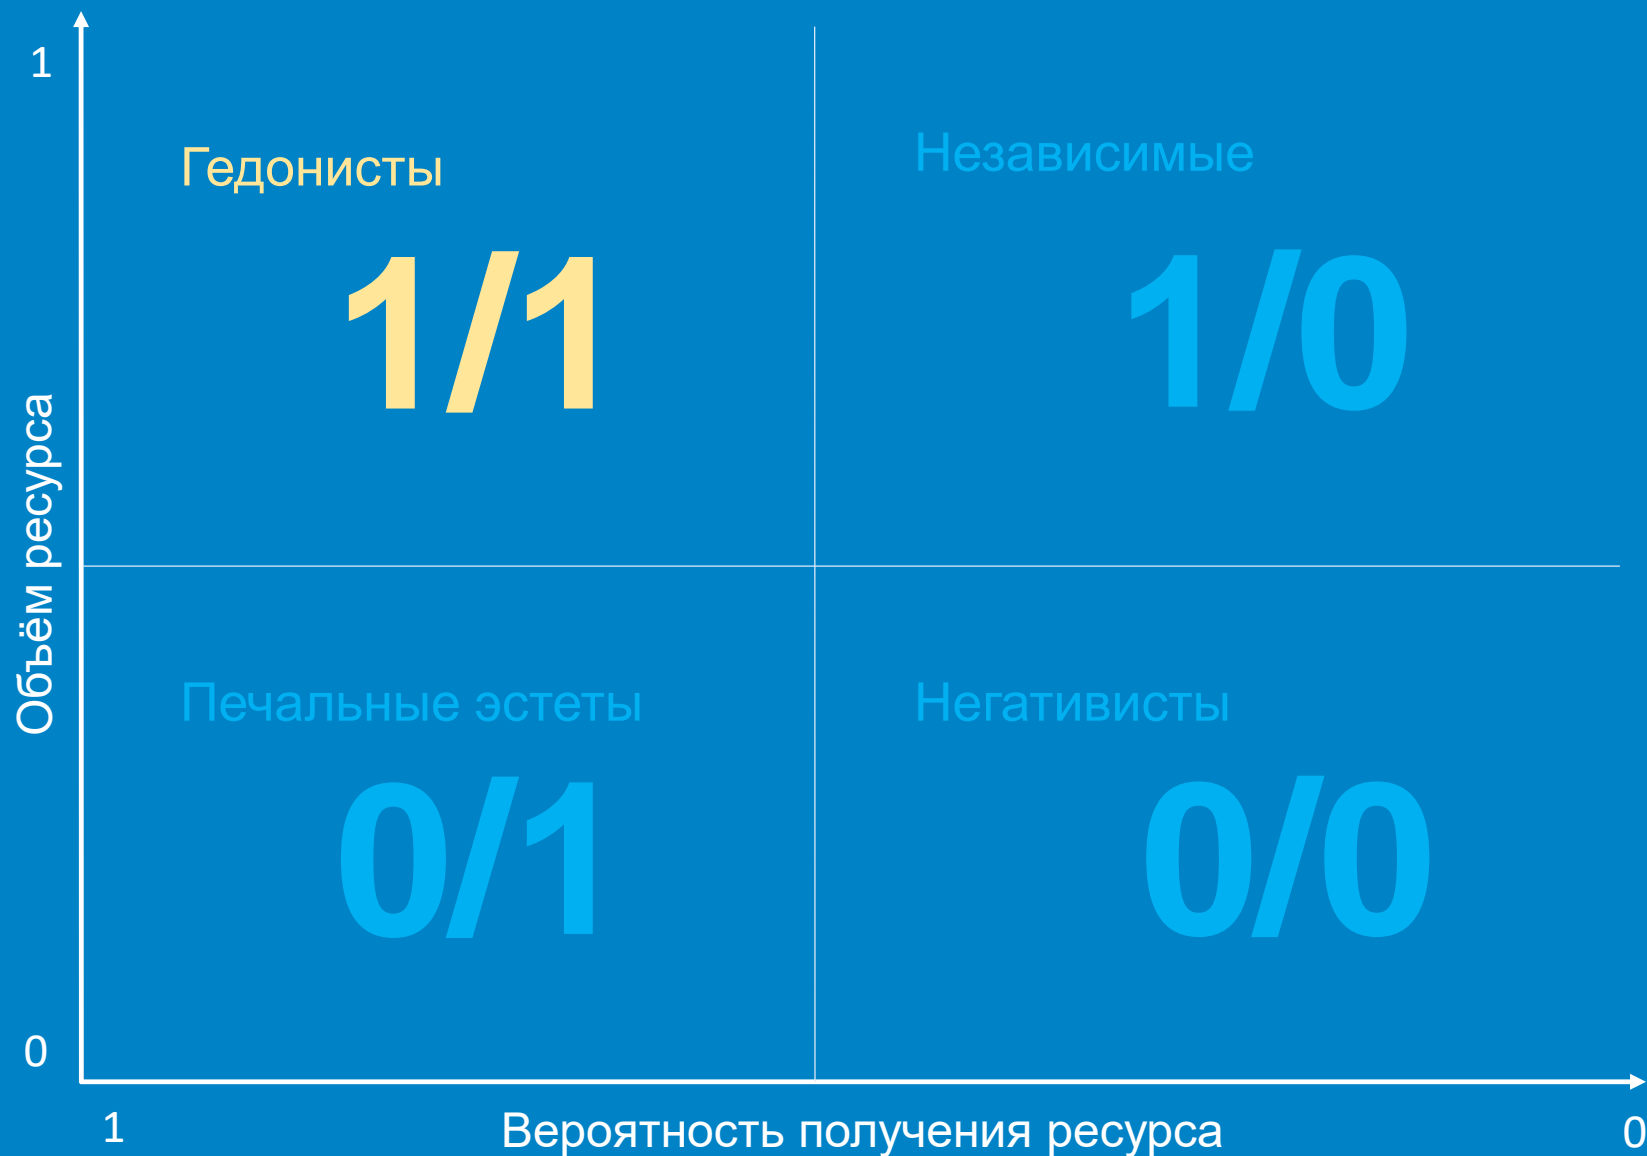 1
Гедонисты
Независимые
1/1
1/0
Объём ресурса
Печальные эстеты
Негативисты
0/1
0/0
0
1
Вероятность получения ресурса
0